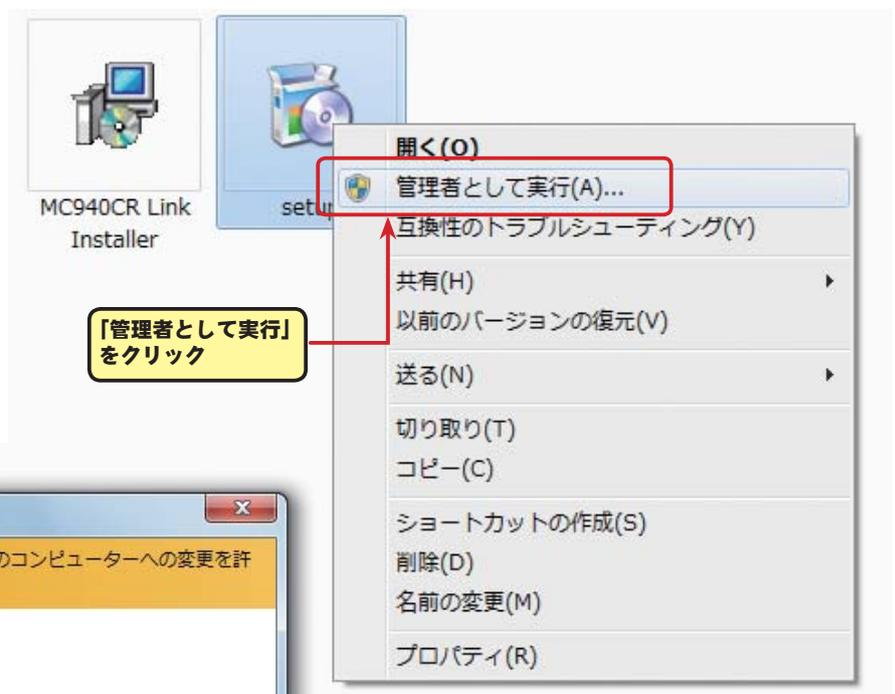 MC940CR Link
Installer
setup
開く(O)
管理者として実行(A)...
互換性のトラブルシューティング(Y)
共有(H)
以前のバージョンの復元(V)
送る(N)
切り取り(T)
コピー(C)
ショートカットの作成(S)
削除(D)
名前の変更(M)
プロパティ(R)
「管理者として実行」
をクリック
のコンピューターへの変更を許